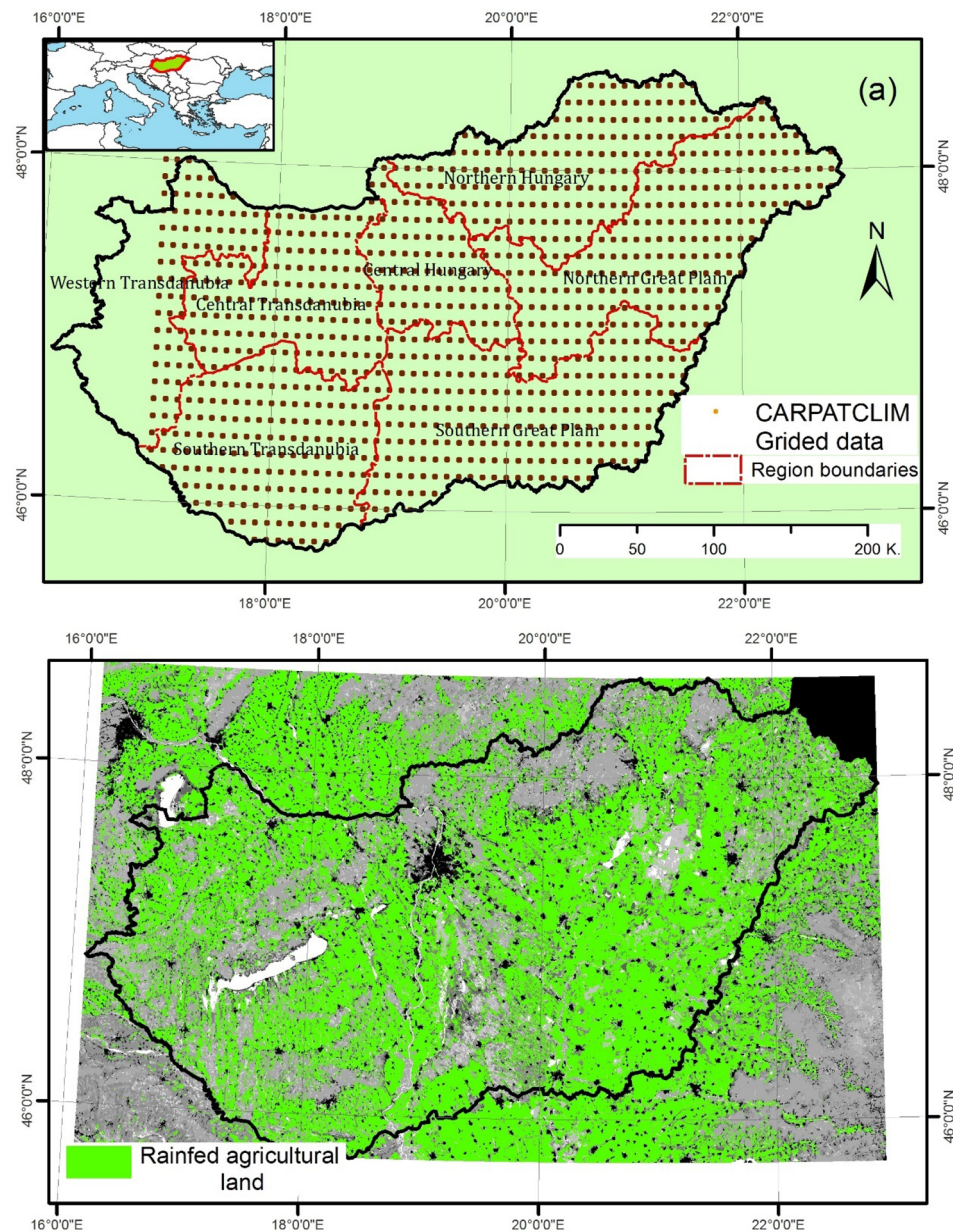 16°0'0"E
18°0'0"E
20°0'0"E
22°0'0"E
(a)
48°0'0"N
48°0'0"N
Northern Hungary
N
Western Transdanubia
Central Hungary
Northern Great Plain
Central Transdanubia
CARPATCLIM
Grided data
Region boundaries
Southern Great Plain
Southern Transdanubia
46°0'0"N
46°0'0"N
0
50
100
200 K.
18°0'0"E
20°0'0"E
22°0'0"E
16°0'0"E
18°0'0"E
20°0'0"E
22°0'0"E
48°0'0"N
48°0'0"N
46°0'0"N
46°0'0"N
Rainfed agricultural
land
16°0'0"E
18°0'0"E
20°0'0"E
22°0'0"E